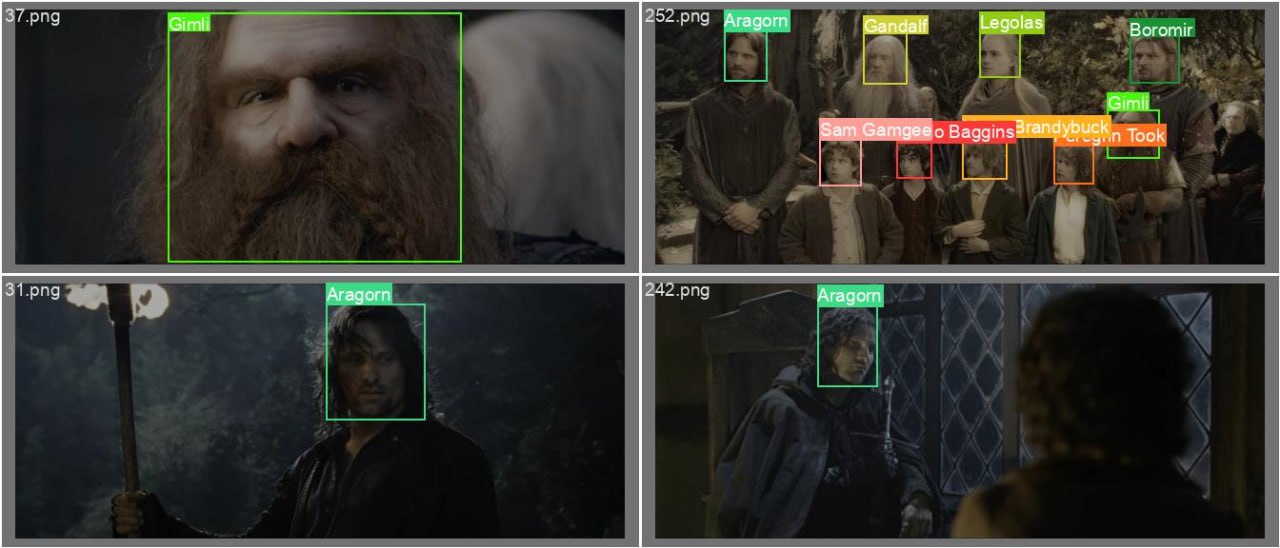 37.png
Gimli
252.png
Aragorn
Gandalf
Legolas
Boromir
Gimli
Sam Gamgee
o Baggins
Brandybuck
Took
31.png
Aragorn
242.png
Aragorn